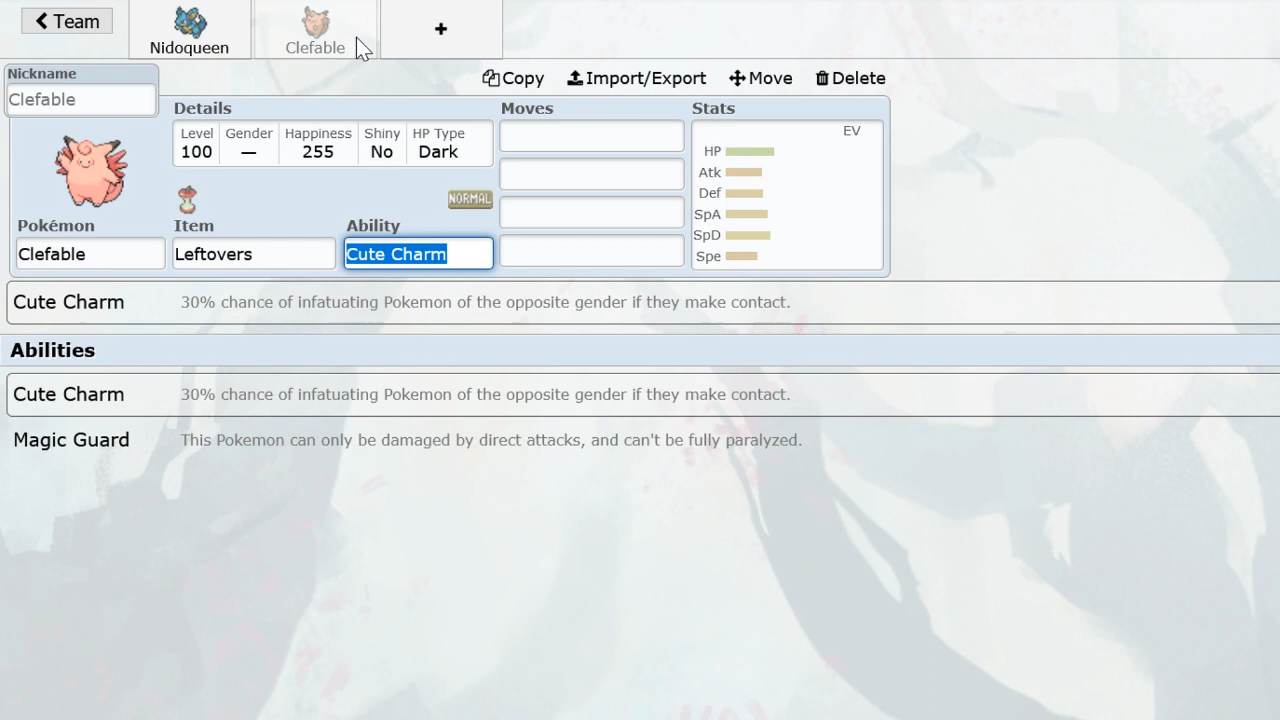 Team
Nidoqueen
Clefable
+
Copy
Import/Export
Move
Delete
Nickname
Clefable
Details
Moves
Stats
Level
Gender
Happiness
Shiny
HP Type
100
—
255
No
Dark
EV
HP
Atk
Def
SpA
SpD
Spe
NORMAL
Pokémon
Item
Ability
Clefable
Leftovers
Cute Charm
Cute Charm 30% chance of infatuating Pokemon of the opposite gender if they make contact.
Abilities
Cute Charm 30% chance of infatuating Pokemon of the opposite gender if they make contact.
Magic Guard This Pokemon can only be damaged by direct attacks, and can't be fully paralyzed.